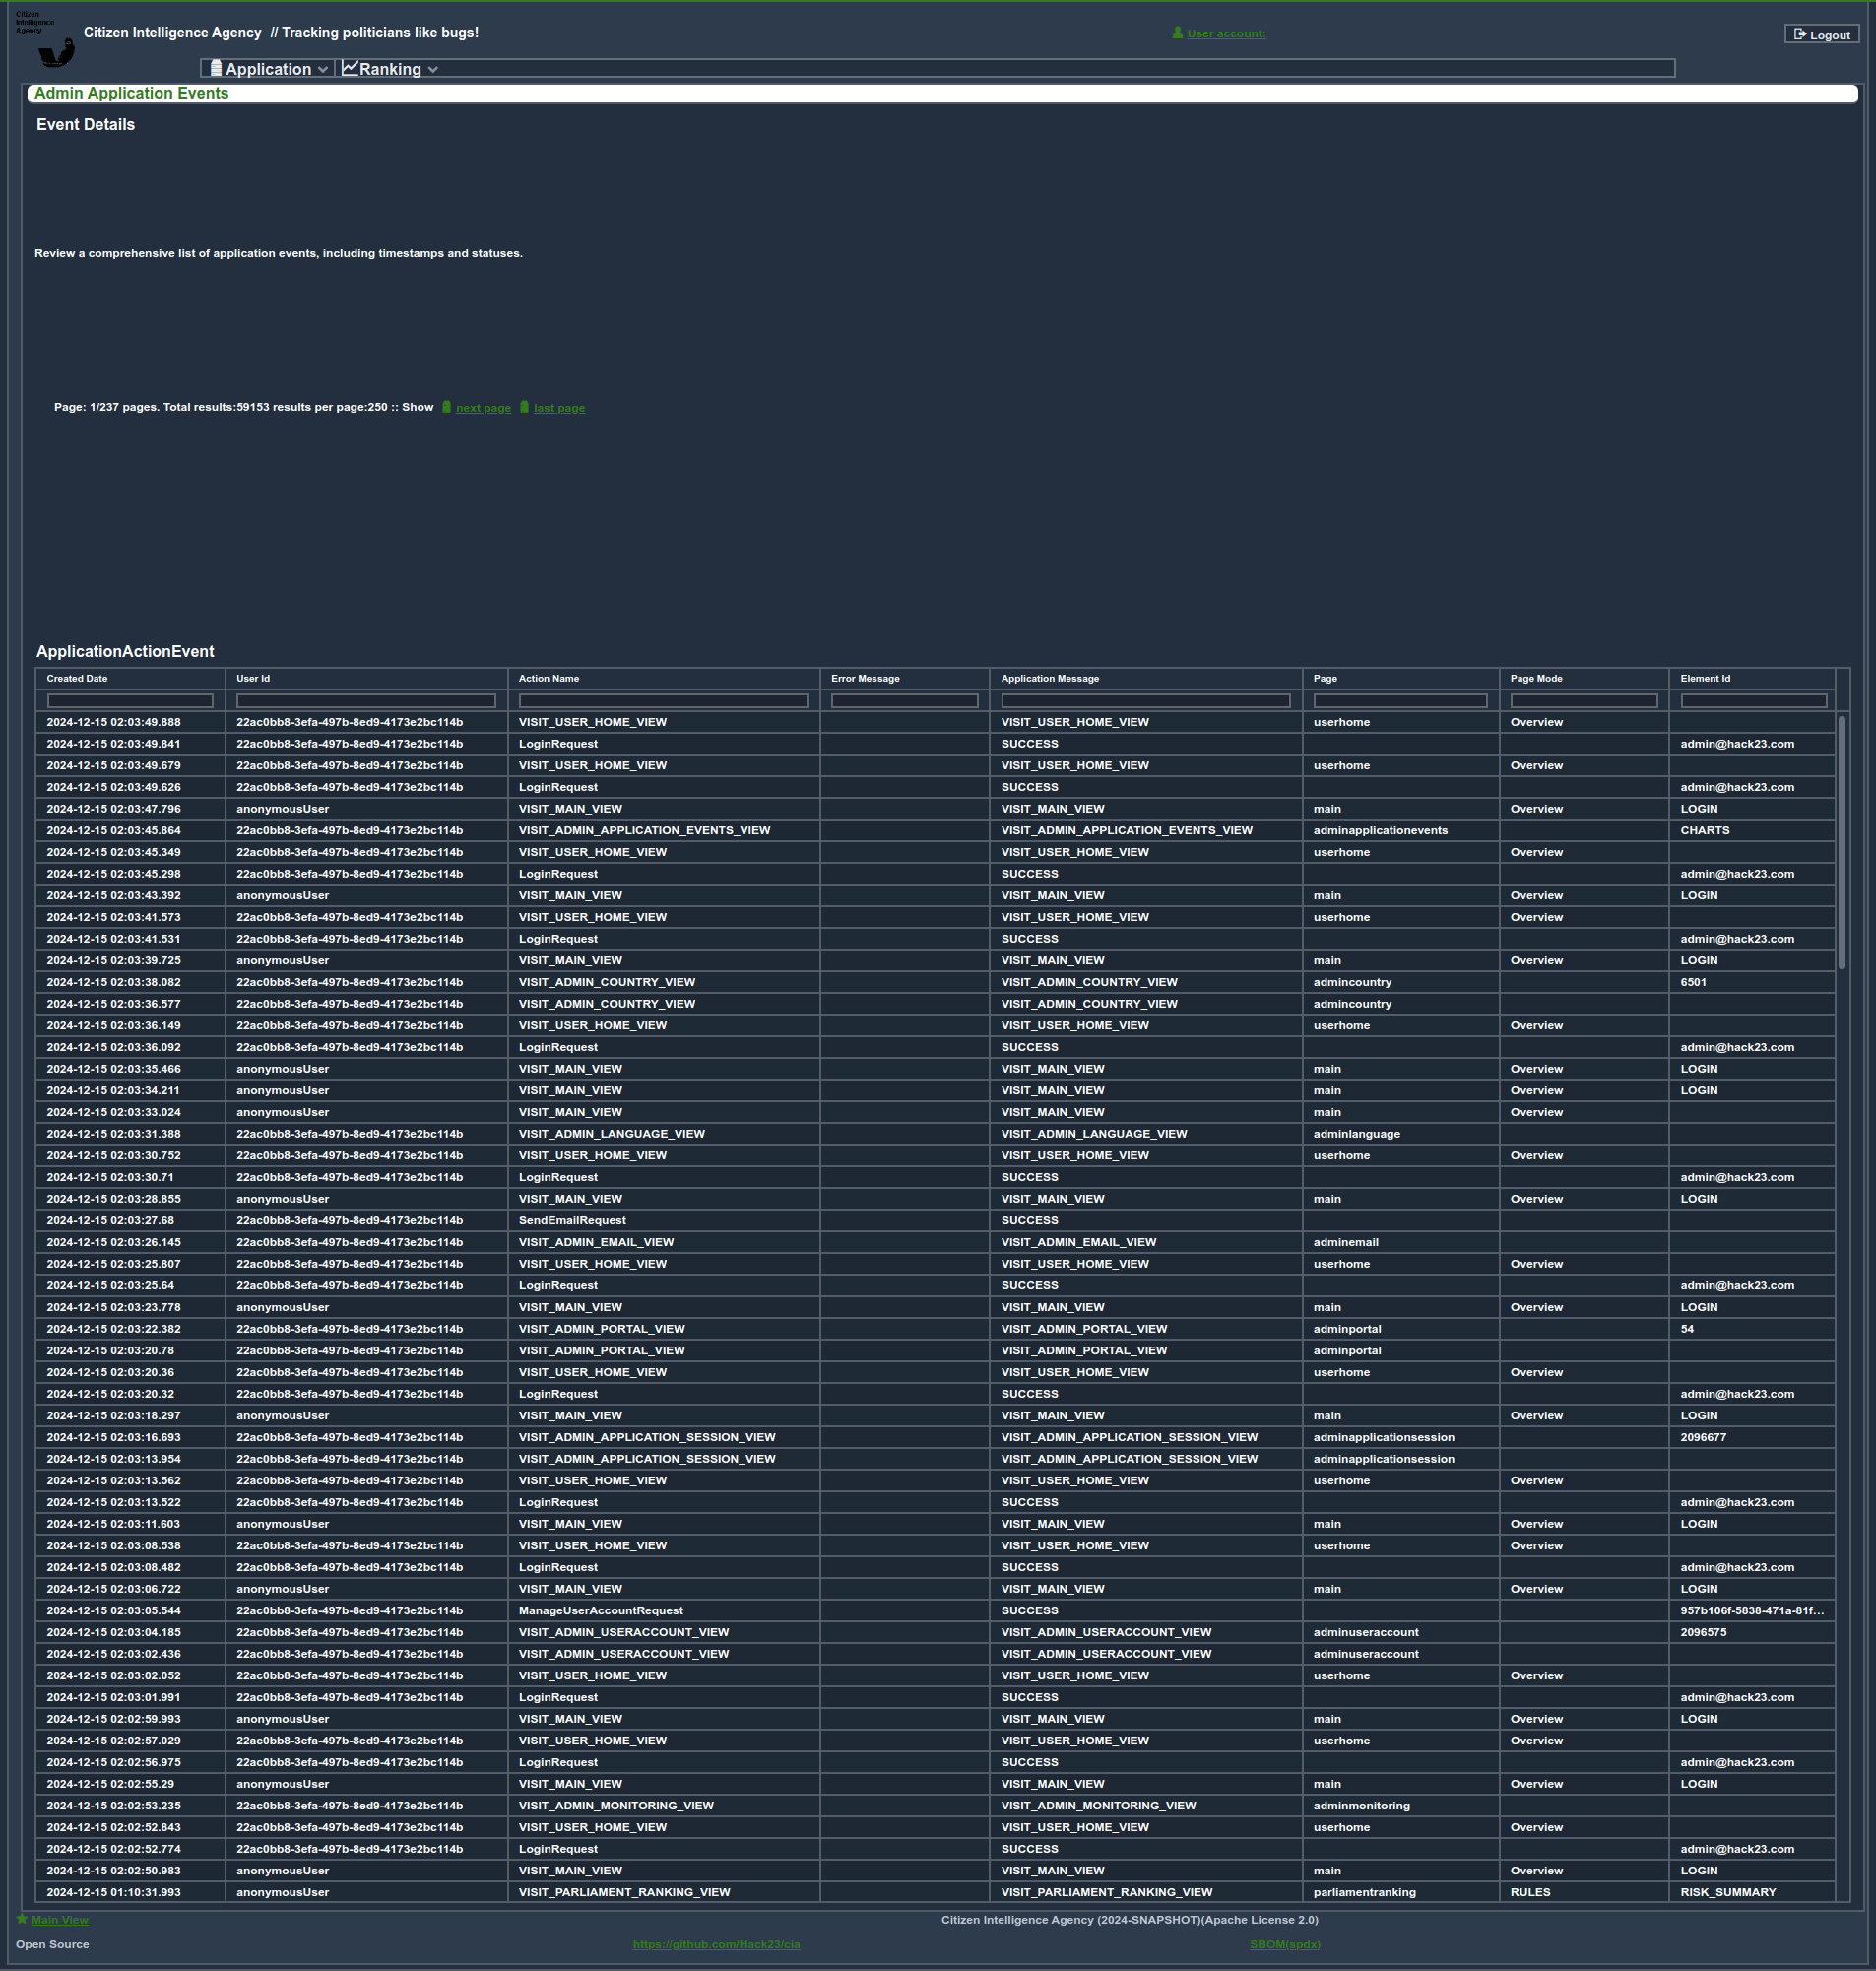 Citizen
Intelligence
Agency
Citizen Intelligence Agency // Tracking politicians like bugs!
User account:
Logout
Application Ranking
Admin Application Events
Event Details
Review a comprehensive list of application events, including timestamps and statuses.
Page: 1/237 pages. Total results:59153 results per page:250 :: Show next page last page
ApplicationActionEvent
Created Date User Id Action Name Error Message Application Message Page Page Mode Element Id
2024-12-15 02:03:49.888 22ac0bb8-3efa-497b-8ed9-4173e2bc114b VISIT_USER_HOME_VIEW VISIT_USER_HOME_VIEW userhome Overview
2024-12-15 02:03:49.841 22ac0bb8-3efa-497b-8ed9-4173e2bc114b LoginRequest SUCCESS admin@hack23.com
2024-12-15 02:03:49.679 22ac0bb8-3efa-497b-8ed9-4173e2bc114b VISIT_USER_HOME_VIEW VISIT_USER_HOME_VIEW userhome Overview
2024-12-15 02:03:49.626 22ac0bb8-3efa-497b-8ed9-4173e2bc114b LoginRequest SUCCESS admin@hack23.com
2024-12-15 02:03:47.796 anonymousUser VISIT_MAIN_VIEW VISIT_MAIN_VIEW main Overview LOGIN
2024-12-15 02:03:45.864 22ac0bb8-3efa-497b-8ed9-4173e2bc114b VISIT_ADMIN_APPLICATION_EVENTS_VIEW VISIT_ADMIN_APPLICATION_EVENTS_VIEW adminapplicationevents CHARTS
2024-12-15 02:03:45.349 22ac0bb8-3efa-497b-8ed9-4173e2bc114b VISIT_USER_HOME_VIEW VISIT_USER_HOME_VIEW userhome Overview
2024-12-15 02:03:45.298 22ac0bb8-3efa-497b-8ed9-4173e2bc114b LoginRequest SUCCESS admin@hack23.com
2024-12-15 02:03:43.392 anonymousUser VISIT_MAIN_VIEW VISIT_MAIN_VIEW main Overview LOGIN
2024-12-15 02:03:41.573 22ac0bb8-3efa-497b-8ed9-4173e2bc114b VISIT_USER_HOME_VIEW VISIT_USER_HOME_VIEW userhome Overview
2024-12-15 02:03:41.531 22ac0bb8-3efa-497b-8ed9-4173e2bc114b LoginRequest SUCCESS admin@hack23.com
2024-12-15 02:03:39.725 anonymousUser VISIT_MAIN_VIEW VISIT_MAIN_VIEW main Overview LOGIN
2024-12-15 02:03:38.082 22ac0bb8-3efa-497b-8ed9-4173e2bc114b VISIT_ADMIN_COUNTRY_VIEW VISIT_ADMIN_COUNTRY_VIEW admincountry 6501
2024-12-15 02:03:36.577 22ac0bb8-3efa-497b-8ed9-4173e2bc114b VISIT_ADMIN_COUNTRY_VIEW VISIT_ADMIN_COUNTRY_VIEW admincountry
2024-12-15 02:03:36.149 22ac0bb8-3efa-497b-8ed9-4173e2bc114b VISIT_USER_HOME_VIEW VISIT_USER_HOME_VIEW userhome Overview
2024-12-15 02:03:36.092 22ac0bb8-3efa-497b-8ed9-4173e2bc114b LoginRequest SUCCESS admin@hack23.com
2024-12-15 02:03:35.466 anonymousUser VISIT_MAIN_VIEW VISIT_MAIN_VIEW main Overview LOGIN
2024-12-15 02:03:34.211 anonymousUser VISIT_MAIN_VIEW VISIT_MAIN_VIEW main Overview LOGIN
2024-12-15 02:03:33.024 anonymousUser VISIT_MAIN_VIEW VISIT_MAIN_VIEW main Overview
2024-12-15 02:03:31.388 22ac0bb8-3efa-497b-8ed9-4173e2bc114b VISIT_ADMIN_LANGUAGE_VIEW VISIT_ADMIN_LANGUAGE_VIEW adminlanguage
2024-12-15 02:03:30.752 22ac0bb8-3efa-497b-8ed9-4173e2bc114b VISIT_USER_HOME_VIEW VISIT_USER_HOME_VIEW userhome Overview
2024-12-15 02:03:30.71 22ac0bb8-3efa-497b-8ed9-4173e2bc114b LoginRequest SUCCESS admin@hack23.com
2024-12-15 02:03:28.855 anonymousUser VISIT_MAIN_VIEW VISIT_MAIN_VIEW main Overview LOGIN
2024-12-15 02:03:27.68 22ac0bb8-3efa-497b-8ed9-4173e2bc114b SendEmailRequest SUCCESS
2024-12-15 02:03:26.145 22ac0bb8-3efa-497b-8ed9-4173e2bc114b VISIT_ADMIN_EMAIL_VIEW VISIT_ADMIN_EMAIL_VIEW adminemail
2024-12-15 02:03:25.807 22ac0bb8-3efa-497b-8ed9-4173e2bc114b VISIT_USER_HOME_VIEW VISIT_USER_HOME_VIEW userhome Overview
2024-12-15 02:03:25.64 22ac0bb8-3efa-497b-8ed9-4173e2bc114b LoginRequest SUCCESS admin@hack23.com
2024-12-15 02:03:23.778 anonymousUser VISIT_MAIN_VIEW VISIT_MAIN_VIEW main Overview LOGIN
2024-12-15 02:03:22.382 22ac0bb8-3efa-497b-8ed9-4173e2bc114b VISIT_ADMIN_PORTAL_VIEW VISIT_ADMIN_PORTAL_VIEW adminportal 54
2024-12-15 02:03:20.78 22ac0bb8-3efa-497b-8ed9-4173e2bc114b VISIT_ADMIN_PORTAL_VIEW VISIT_ADMIN_PORTAL_VIEW adminportal
2024-12-15 02:03:20.36 22ac0bb8-3efa-497b-8ed9-4173e2bc114b VISIT_USER_HOME_VIEW VISIT_USER_HOME_VIEW userhome Overview
2024-12-15 02:03:20.32 22ac0bb8-3efa-497b-8ed9-4173e2bc114b LoginRequest SUCCESS admin@hack23.com
2024-12-15 02:03:18.297 anonymousUser VISIT_MAIN_VIEW VISIT_MAIN_VIEW main Overview LOGIN
2024-12-15 02:03:16.693 22ac0bb8-3efa-497b-8ed9-4173e2bc114b VISIT_ADMIN_APPLICATION_SESSION_VIEW VISIT_ADMIN_APPLICATION_SESSION_VIEW adminapplicationsession 2096677
2024-12-15 02:03:13.954 22ac0bb8-3efa-497b-8ed9-4173e2bc114b VISIT_ADMIN_APPLICATION_SESSION_VIEW VISIT_ADMIN_APPLICATION_SESSION_VIEW adminapplicationsession
2024-12-15 02:03:13.562 22ac0bb8-3efa-497b-8ed9-4173e2bc114b VISIT_USER_HOME_VIEW VISIT_USER_HOME_VIEW userhome Overview
2024-12-15 02:03:13.522 22ac0bb8-3efa-497b-8ed9-4173e2bc114b LoginRequest SUCCESS admin@hack23.com
2024-12-15 02:03:11.603 anonymousUser VISIT_MAIN_VIEW VISIT_MAIN_VIEW main Overview LOGIN
2024-12-15 02:03:08.538 22ac0bb8-3efa-497b-8ed9-4173e2bc114b VISIT_USER_HOME_VIEW VISIT_USER_HOME_VIEW userhome Overview
2024-12-15 02:03:08.482 22ac0bb8-3efa-497b-8ed9-4173e2bc114b LoginRequest SUCCESS admin@hack23.com
2024-12-15 02:03:06.722 anonymousUser VISIT_MAIN_VIEW VISIT_MAIN_VIEW main Overview LOGIN
2024-12-15 02:03:05.544 22ac0bb8-3efa-497b-8ed9-4173e2bc114b ManageUserAccountRequest SUCCESS 957b106f-5838-471a-81f...
2024-12-15 02:03:04.185 22ac0bb8-3efa-497b-8ed9-4173e2bc114b VISIT_ADMIN_USERACCOUNT_VIEW VISIT_ADMIN_USERACCOUNT_VIEW adminuseraccount 2096575
2024-12-15 02:03:02.436 22ac0bb8-3efa-497b-8ed9-4173e2bc114b VISIT_ADMIN_USERACCOUNT_VIEW VISIT_ADMIN_USERACCOUNT_VIEW adminuseraccount
2024-12-15 02:03:02.052 22ac0bb8-3efa-497b-8ed9-4173e2bc114b VISIT_USER_HOME_VIEW VISIT_USER_HOME_VIEW userhome Overview
2024-12-15 02:03:01.991 22ac0bb8-3efa-497b-8ed9-4173e2bc114b LoginRequest SUCCESS admin@hack23.com
2024-12-15 02:02:59.993 anonymousUser VISIT_MAIN_VIEW VISIT_MAIN_VIEW main Overview LOGIN
2024-12-15 02:02:57.029 22ac0bb8-3efa-497b-8ed9-4173e2bc114b VISIT_USER_HOME_VIEW VISIT_USER_HOME_VIEW userhome Overview
2024-12-15 02:02:56.975 22ac0bb8-3efa-497b-8ed9-4173e2bc114b LoginRequest SUCCESS admin@hack23.com
2024-12-15 02:02:55.29 anonymousUser VISIT_MAIN_VIEW VISIT_MAIN_VIEW main Overview LOGIN
2024-12-15 02:02:53.235 22ac0bb8-3efa-497b-8ed9-4173e2bc114b VISIT_ADMIN_MONITORING_VIEW VISIT_ADMIN_MONITORING_VIEW adminmonitoring
2024-12-15 02:02:52.843 22ac0bb8-3efa-497b-8ed9-4173e2bc114b VISIT_USER_HOME_VIEW VISIT_USER_HOME_VIEW userhome Overview
2024-12-15 02:02:52.774 22ac0bb8-3efa-497b-8ed9-4173e2bc114b LoginRequest SUCCESS admin@hack23.com
2024-12-15 02:02:50.983 anonymousUser VISIT_MAIN_VIEW VISIT_MAIN_VIEW main Overview LOGIN
2024-12-15 01:10:31.993 anonymousUser VISIT_PARLIAMENT_RANKING_VIEW VISIT_PARLIAMENT_RANKING_VIEW parliamentranking RULES RISK_SUMMARY
Main View Citizen Intelligence Agency (2024-SNAPSHOT)(Apache License 2.0)
Open Source https://github.com/Hack23/cia SBOM(spdx)